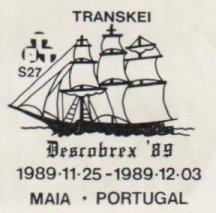 TRANSKEI
S27
Descobrex '89
1989·11·25-1989·12·03
MAIA · PORTUGAL